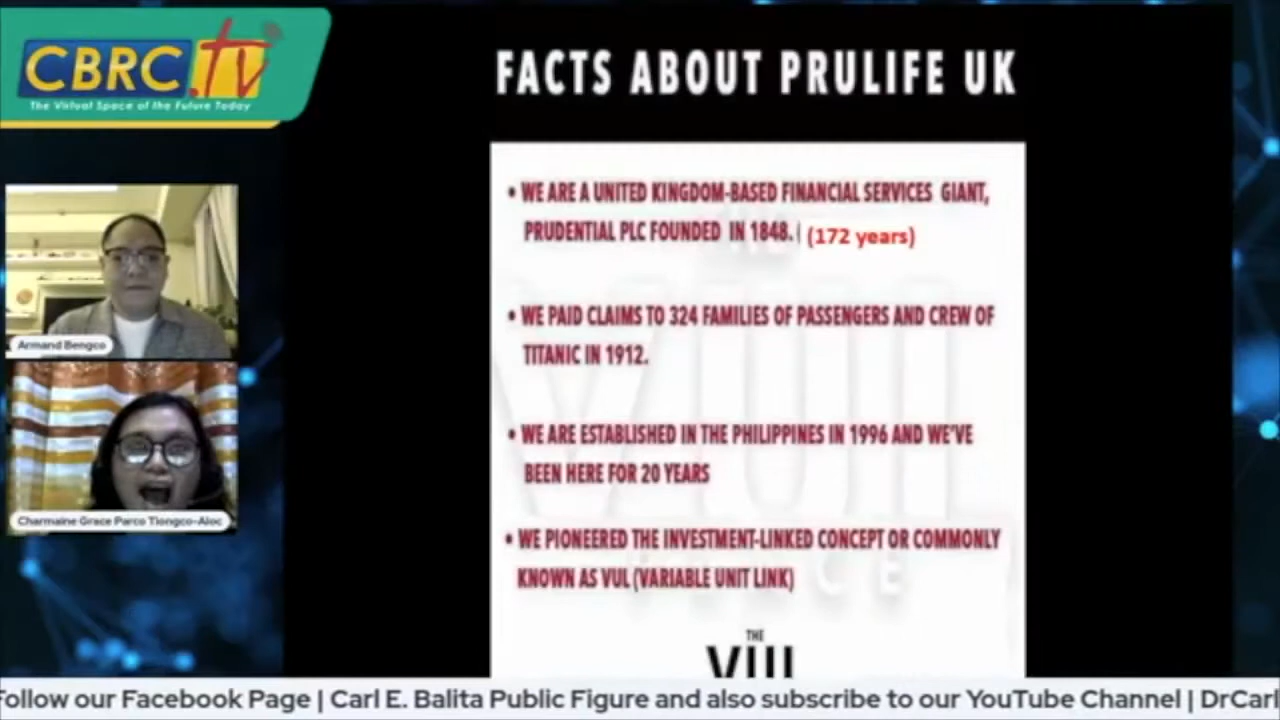 CBRC.tv
The Virtual Space of the Future Today
FACTS ABOUT PRULIFE UK
• WE ARE A UNITED KINGDOM-BASED FINANCIAL SERVICES GIANT,
PRUDENTIAL PLC FOUNDED IN 1848. (172 years)
• WE PAID CLAIMS TO 324 FAMILIES OF PASSENGERS AND CREW OF
TITANIC IN 1912.
• WE ARE ESTABLISHED IN THE PHILIPPINES IN 1996 AND WE'VE
BEEN HERE FOR 20 YEARS
• WE PIONEERED THE INVESTMENT-LINKED CONCEPT OR COMMONLY
KNOWN AS VUL (VARIABLE UNIT LINK)
THE
Armand Bengco
Charmaine Grace Parco Tiongco-Aloc
Follow our Facebook Page | Carl E. Balita Public Figure and also subscribe to our YouTube Channel | DrCarl